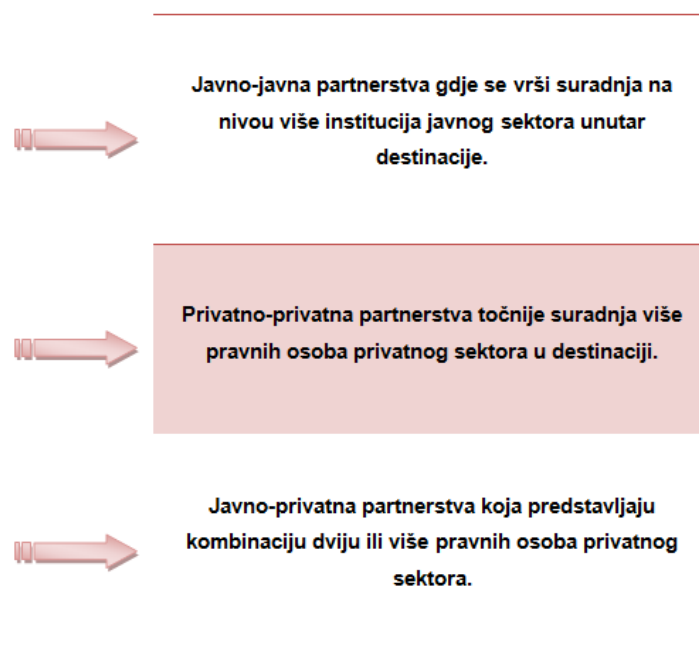 Javno-javna partnerstva gdje se vrši suradnja na
nivou više institucija javnog sektora unutar
destinacije.
Privatno-privatna partnerstva točnije suradnja više
pravnih osoba privatnog sektora u destinaciji.
Javno-privatna partnerstva koja predstavljaju
kombinaciju dviju ili više pravnih osoba privatnog
sektora.